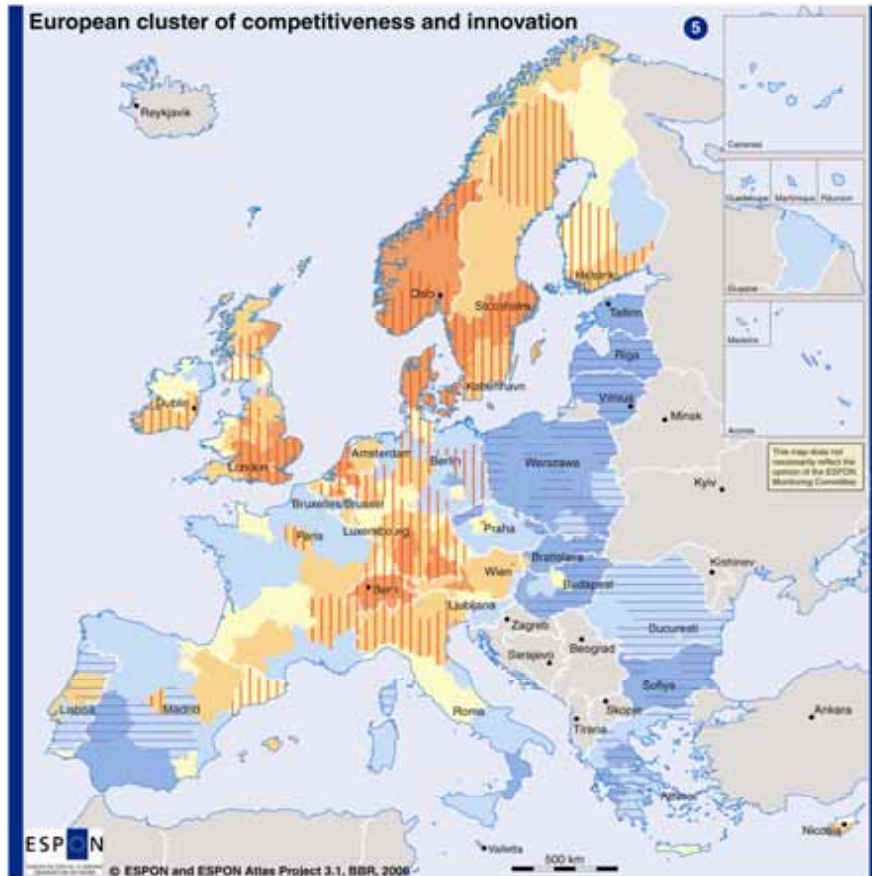 European cluster of competitiveness and innovation
5
Reykjavik
Canarias
Guadeloupe
Martinique
Réunion
Guyane
Madeira
Acores
This map does not
necessarily reflect the
opinion of the ESPON
Monitoring Committee
Helsinki
Oslo
Stockholm
Tallinn
Riga
København
Vilnius
Minsk
Dublin
London
Amsterdam
Berlin
Warszawa
Kyiv
Bruxelles/Brussel
Praha
Luxembourg
Paris
Bratislava
Kishinev
Wien
Budapest
Bern
Ljubljana
Zagreb
Bucuresti
Beograd
Sarajevo
Sofiya
Lisboa
Madrid
Roma
Skopje
Tirana
Ankara
Athinai
Nicosia
Valletta
500 km
ESPON
© ESPON and ESPON Atlas Project 3.1, BBR, 2006